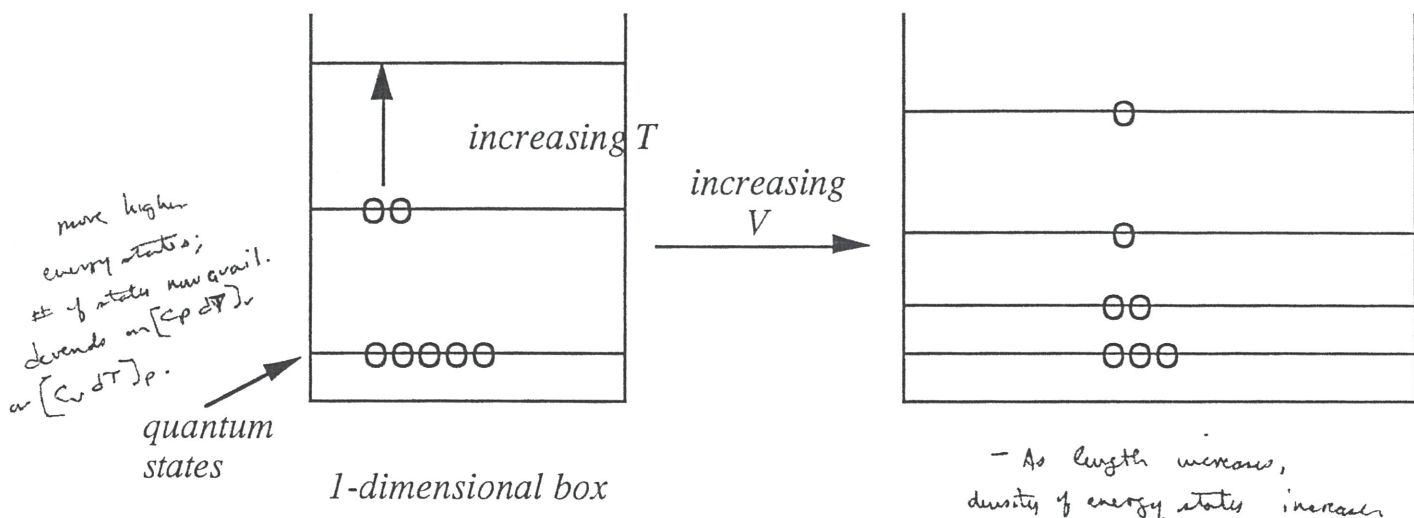 increasing T
increasing
V
more higher
energy states;
# of states now avail.
depends on [Cp dT]v
or [Cv dT]p.
quantum
states
1-dimensional box
- As length increases,
density of energy states increases